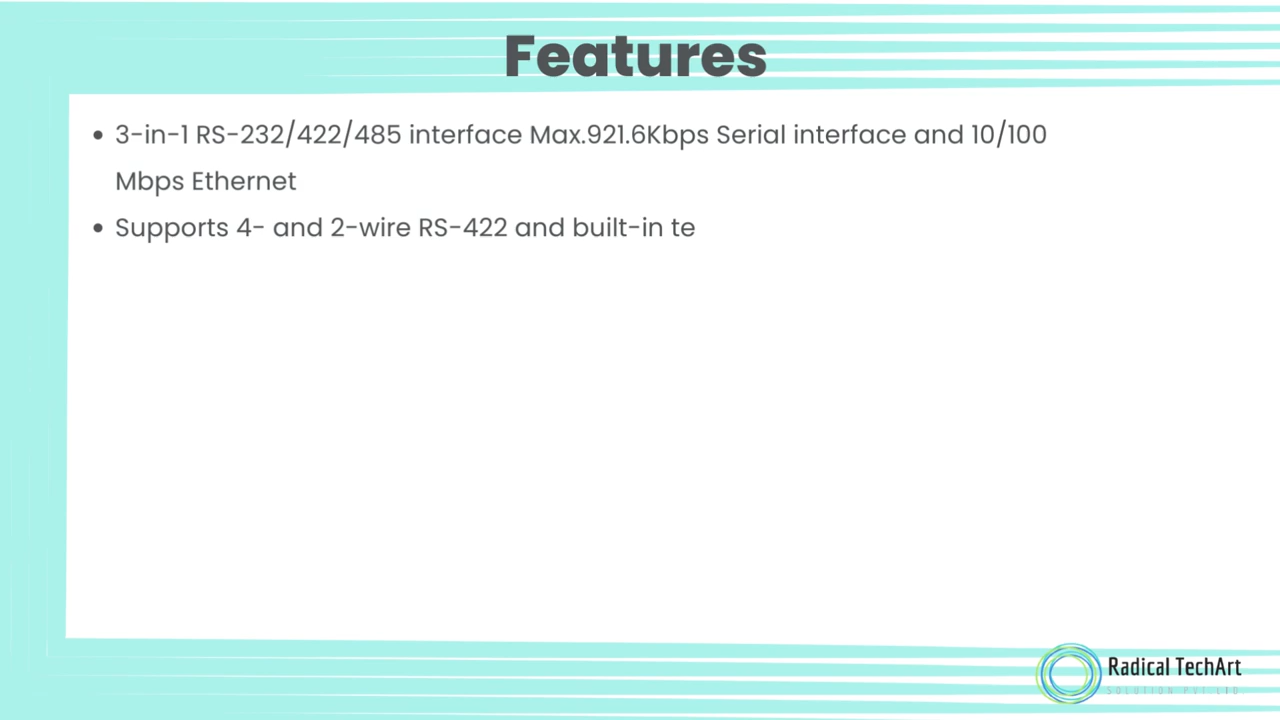 Features
• 3-in-1 RS-232/422/485 interface Max.921.6Kbps Serial interface and 10/100
Mbps Ethernet
• Supports 4- and 2-wire RS-422 and built-in te
Radical TechArt
SOLUTION PVT LTD